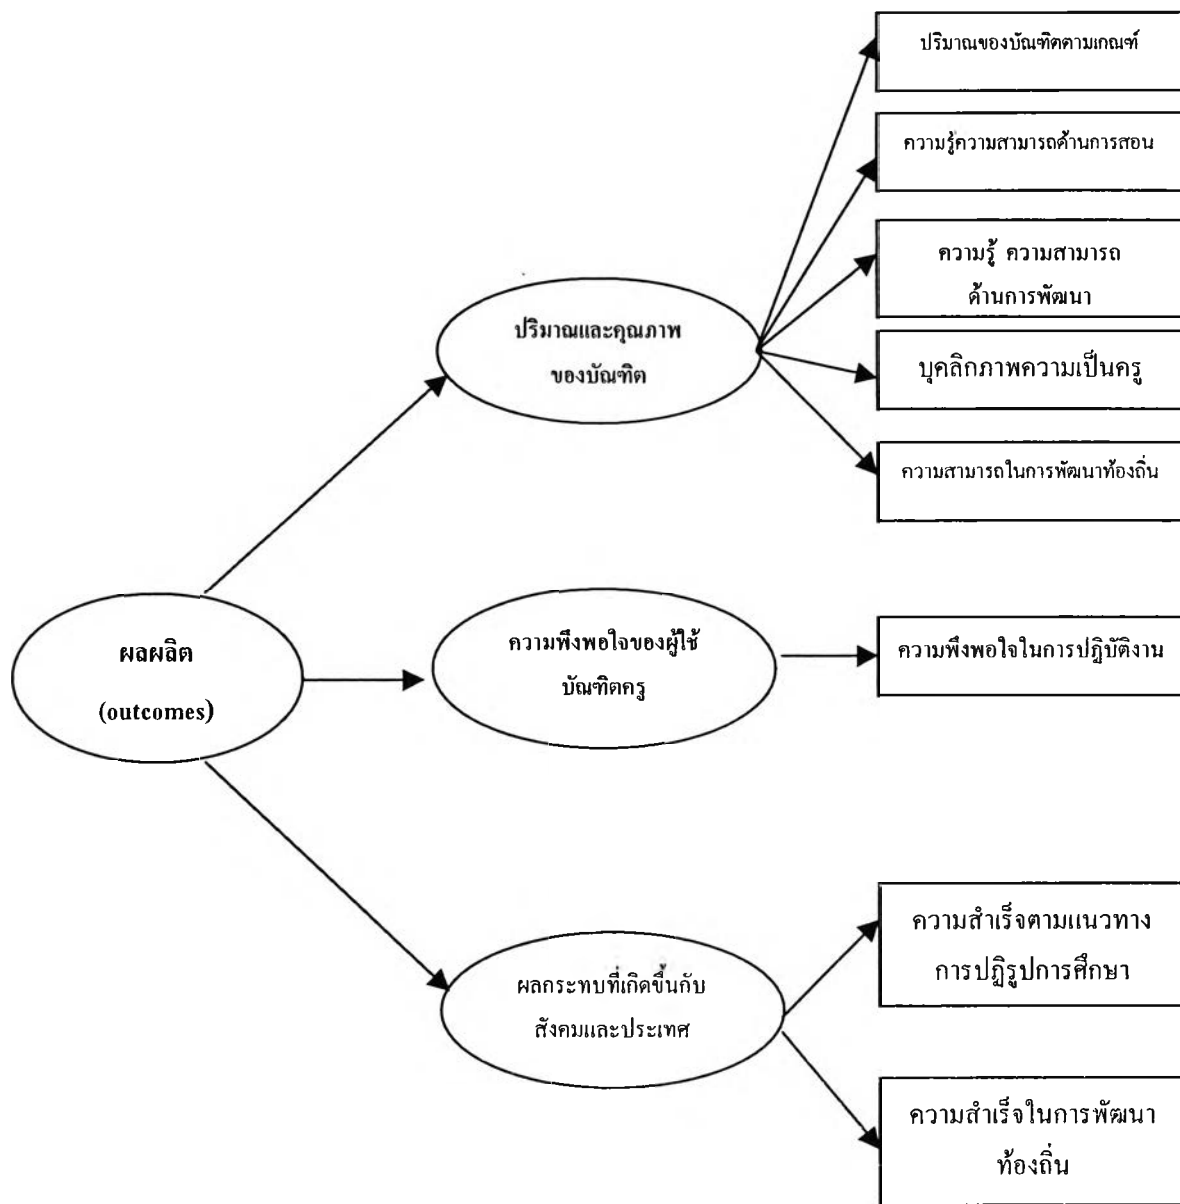 ปริมาณของบัณฑิตตามเกณฑ์
ความรู้ความสามารถด้านการสอน
ความรู้ ความสามารถ
ด้านการพัฒนา
ปริมาณและคุณภาพ
ของบัณฑิต
บุคลิกภาพความเป็นครู
ความสามารถในการพัฒนาท้องถิ่น
ผลผลิต
(outcomes)
ความพึงพอใจของผู้ใช้
บัณฑิตครู
ความพึงพอใจในการปฏิบัติงาน
ผลกระทบที่เกิดขึ้นกับ
สังคมและประเทศ
ความสำเร็จตามแนวทาง
การปฏิรูปการศึกษา
ความสำเร็จในการพัฒนา
ท้องถิ่น